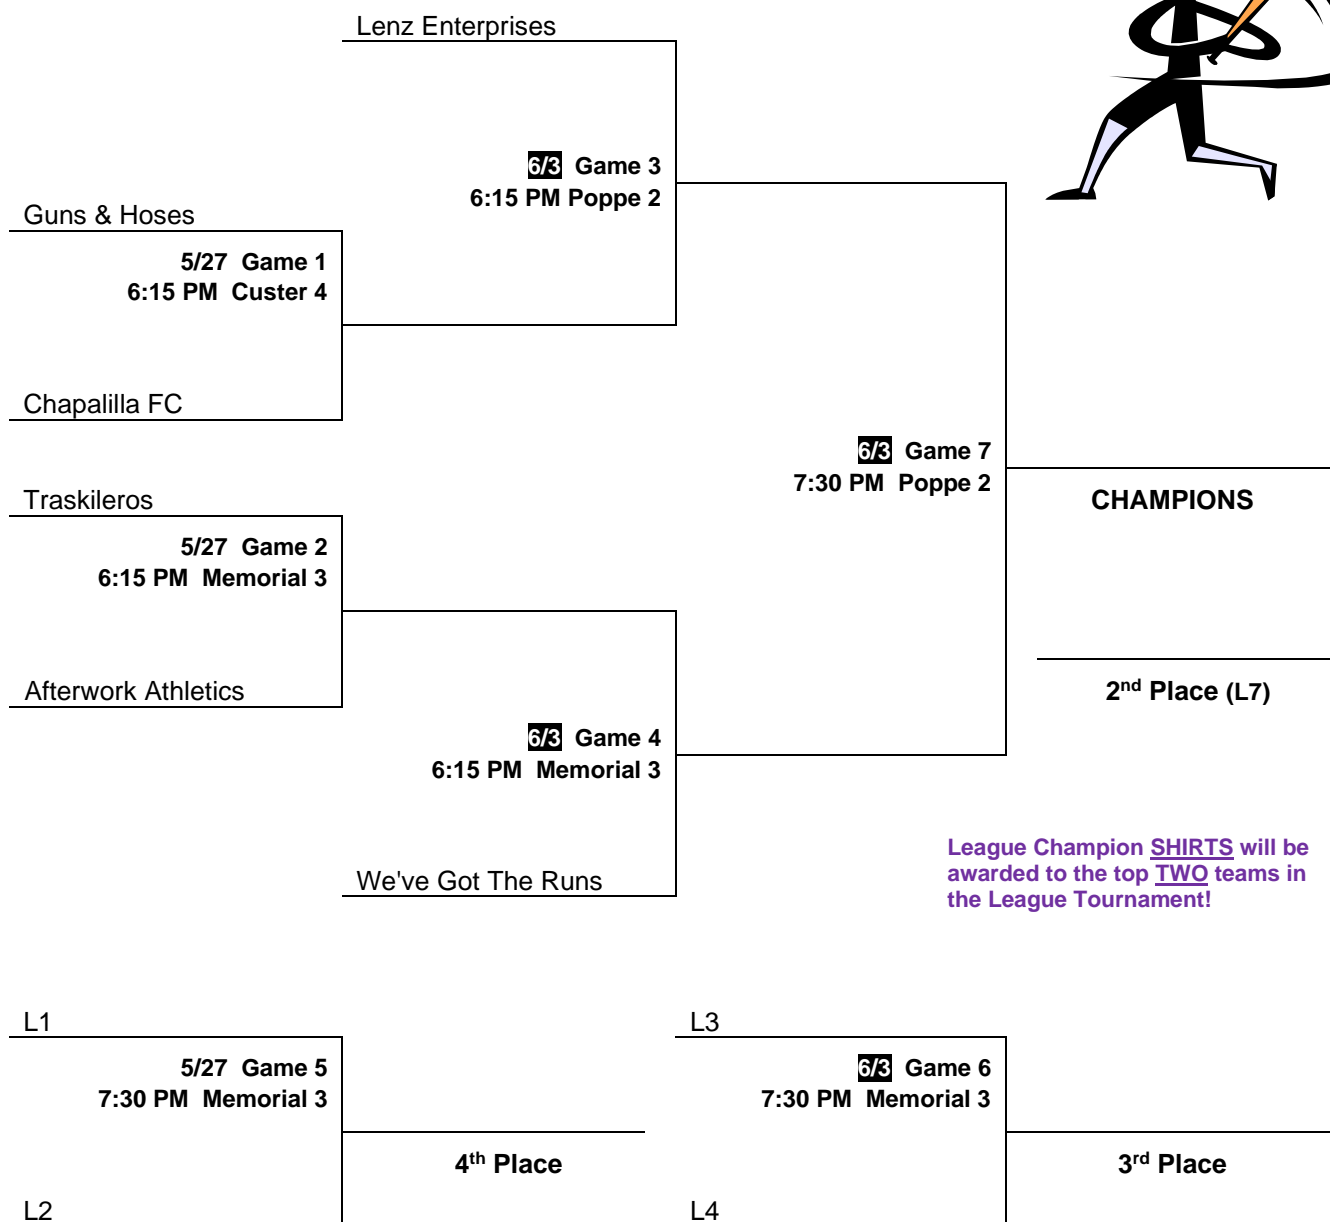 Lenz Enterprises
6/3 Game 3
6:15 PM Poppe 2
Guns & Hoses
5/27 Game 1
6:15 PM Custer 4
Chapalilla FC
6/3 Game 7
7:30 PM Poppe 2
Traskileros
CHAMPIONS
5/27 Game 2
6:15 PM Memorial 3
Afterwork Athletics
2nd Place (L7)
6/3 Game 4
6:15 PM Memorial 3
League Champion SHIRTS will be
awarded to the top TWO teams in
the League Tournament!
We've Got The Runs
L1
L3
5/27 Game 5
7:30 PM Memorial 3
6/3 Game 6
7:30 PM Memorial 3
4th Place
3rd Place
L2
L4